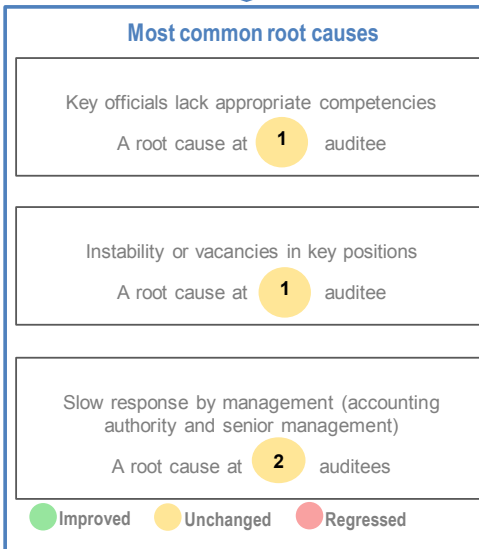 Most common root causes
Key officials lack appropriate competencies
A root cause at 1 auditee
Instability or vacancies in key positions
A root cause at 1 auditee
Slow response by management (accounting
authority and senior management)
A root cause at 2 auditees
Improved Unchanged Regressed